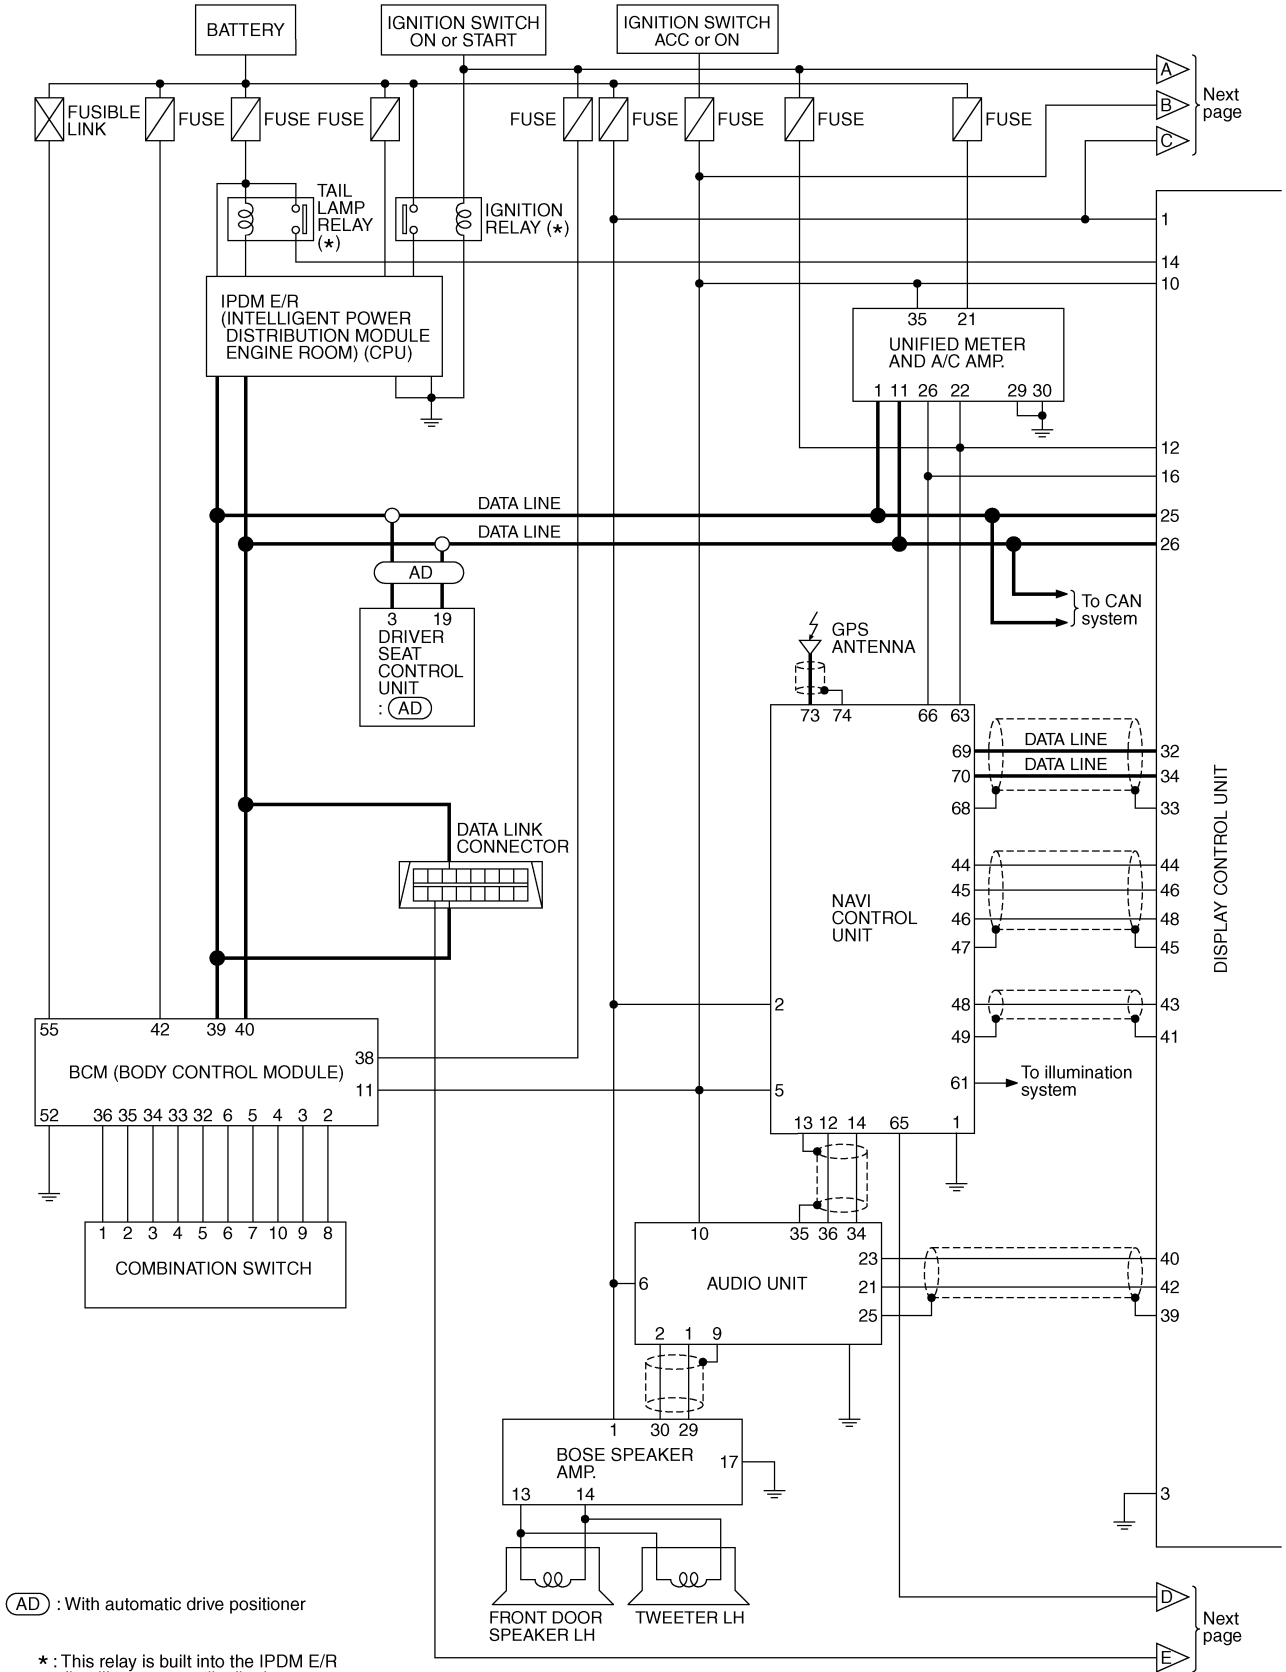 BATTERY
IGNITION SWITCH
ON or START
IGNITION SWITCH
ACC or ON
A
B
C
Next
page
FUSIBLE
LINK
FUSE
FUSE
FUSE
FUSE
FUSE
FUSE
FUSE
FUSE
TAIL
LAMP
RELAY
(*)
IGNITION
RELAY (*)
1
14
10
IPDM E/R
(INTELLIGENT POWER
DISTRIBUTION MODULE
ENGINE ROOM) (CPU)
35 21
UNIFIED METER
AND A/C AMP.
1 11 26 22 29 30
12
16
DATA LINE
25
DATA LINE
26
AD
3 19
DRIVER
SEAT
CONTROL
UNIT
: AD
To CAN
system
GPS
ANTENNA
73 74 66 63
69 DATA LINE 32
70 DATA LINE 34
68 33
DATA LINK
CONNECTOR
44 44
45 46
46 48
47 45
NAVI
CONTROL
UNIT
DISPLAY CONTROL UNIT
2 48 43
49 41
55 42 39 40
38
BCM (BODY CONTROL MODULE)
11
5
61 To illumination
system
52 36 35 34 33 32 6 5 4 3 2
13 12 14 65 1
1 2 3 4 5 6 7 10 9 8
COMBINATION SWITCH
10 35 36 34
23 40
6 AUDIO UNIT 21 42
25 39
2 1 9
1 30 29
BOSE SPEAKER
AMP.
17
13 14
3
FRONT DOOR
SPEAKER LH
TWEETER LH
AD : With automatic drive positioner
D
Next
page
E
* : This relay is built into the IPDM E/R